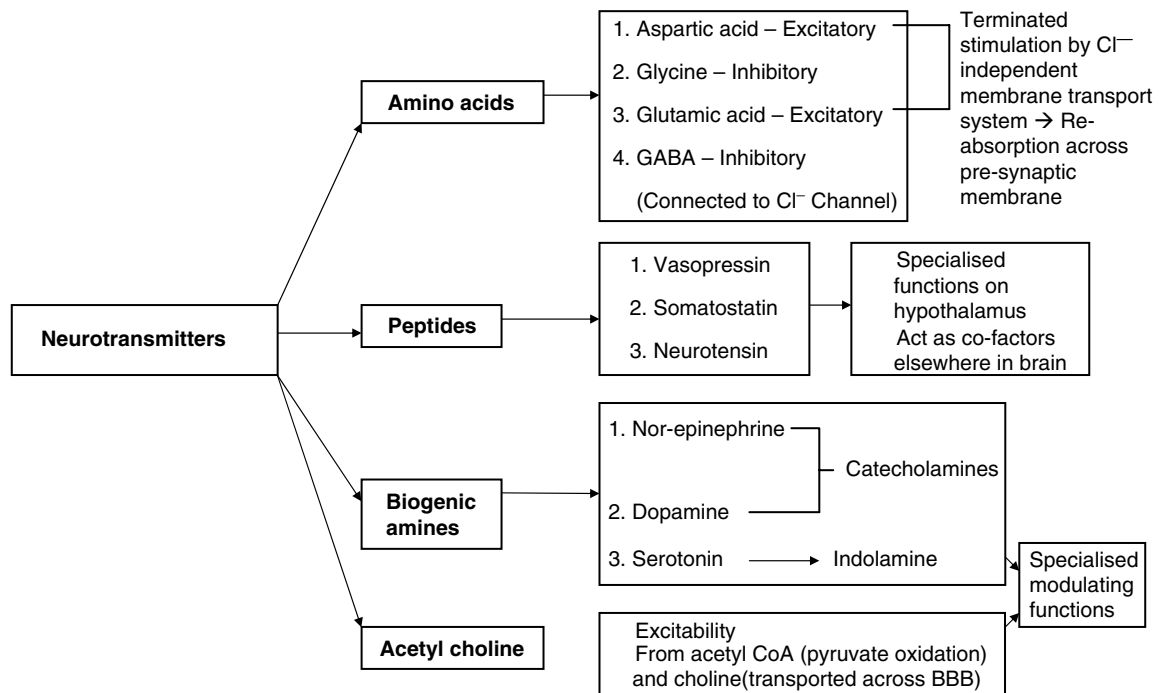 Neurotransmitters
Amino acids
1. Aspartic acid – Excitatory
2. Glycine – Inhibitory
3. Glutamic acid – Excitatory
4. GABA – Inhibitory
(Connected to Cl⁻ Channel)
Terminated
stimulation by Cl⁻
independent
membrane transport
system → Re-
absorption across
pre-synaptic
membrane
Peptides
1. Vasopressin
2. Somatostatin
3. Neurotensin
Specialised
functions on
hypothalamus
Act as co-factors
elsewhere in brain
Biogenic
amines
1. Nor-epinephrine
2. Dopamine
Catecholamines
3. Serotonin → Indolamine
Acetyl choline
Excitability
From acetyl CoA (pyruvate oxidation)
and choline(transported across BBB)
Specialised
modulating
functions